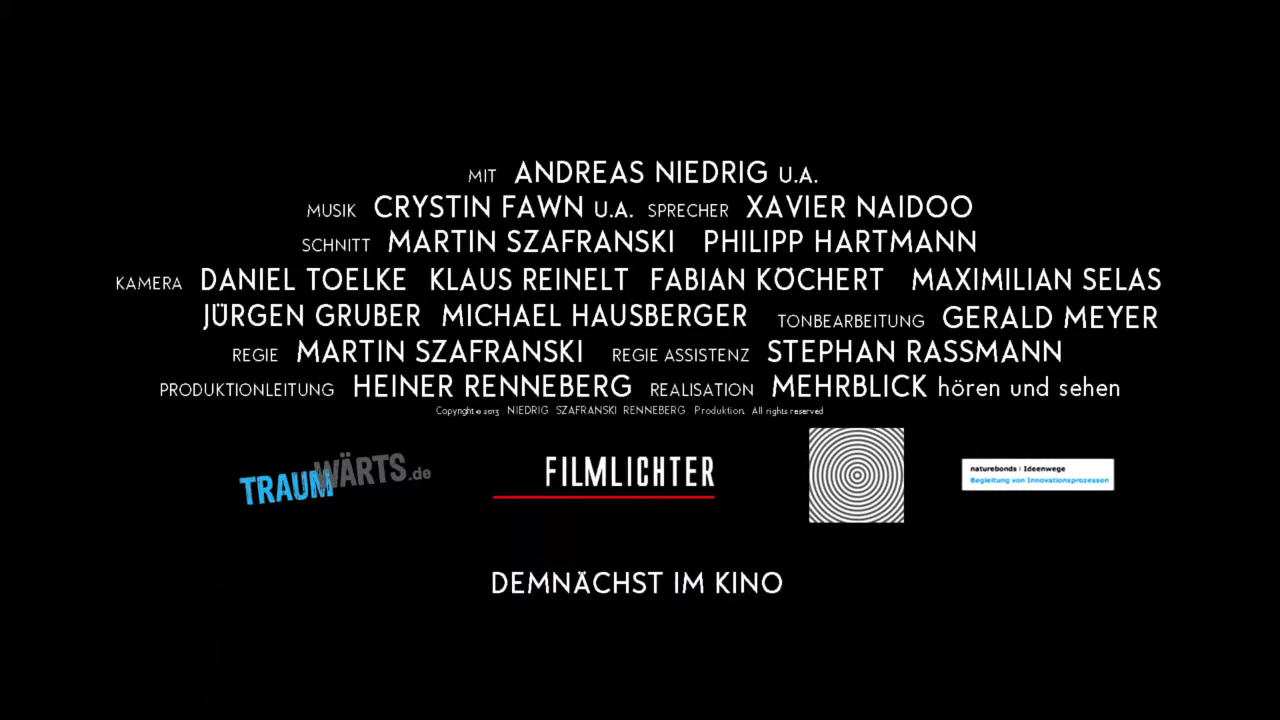 MIT ANDREAS NIEDRIG U.A.
MUSIK CRYSTIN FAWN U.A. SPRECHER XAVIER NAIDOO
SCHNITT MARTIN SZAFRANSKI PHILIPP HARTMANN
KAMERA DANIEL TOELKE KLAUS REINELT FABIAN KÖCHERT MAXIMILIAN SELAS
JÜRGEN GRUBER MICHAEL HAUSBERGER TONBEARBEITUNG GERALD MEYER
REGIE MARTIN SZAFRANSKI REGIE ASSISTENZ STEPHAN RASSMANN
PRODUKTIONLEITUNG HEINER RENNEBERG REALISATION MEHRBLICK hören und sehen
Copyright © 2013 NIEDRIG SZAFRANSKI RENNEBERG Produktion. All rights reserved
TRAUMWÄRTS.de
FILMLICHTER
naturebonds | Ideenwege
Begleitung von Innovationsprozessen
DEMNÄCHST IM KINO